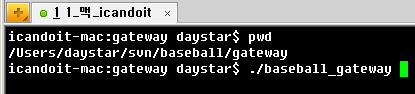 1 1_맥_icandoit ×
icandoit-mac:gateway daystar$ pwd
/Users/daystar/svn/baseball/gateway
icandoit-mac:gateway daystar$ ./baseball_gateway